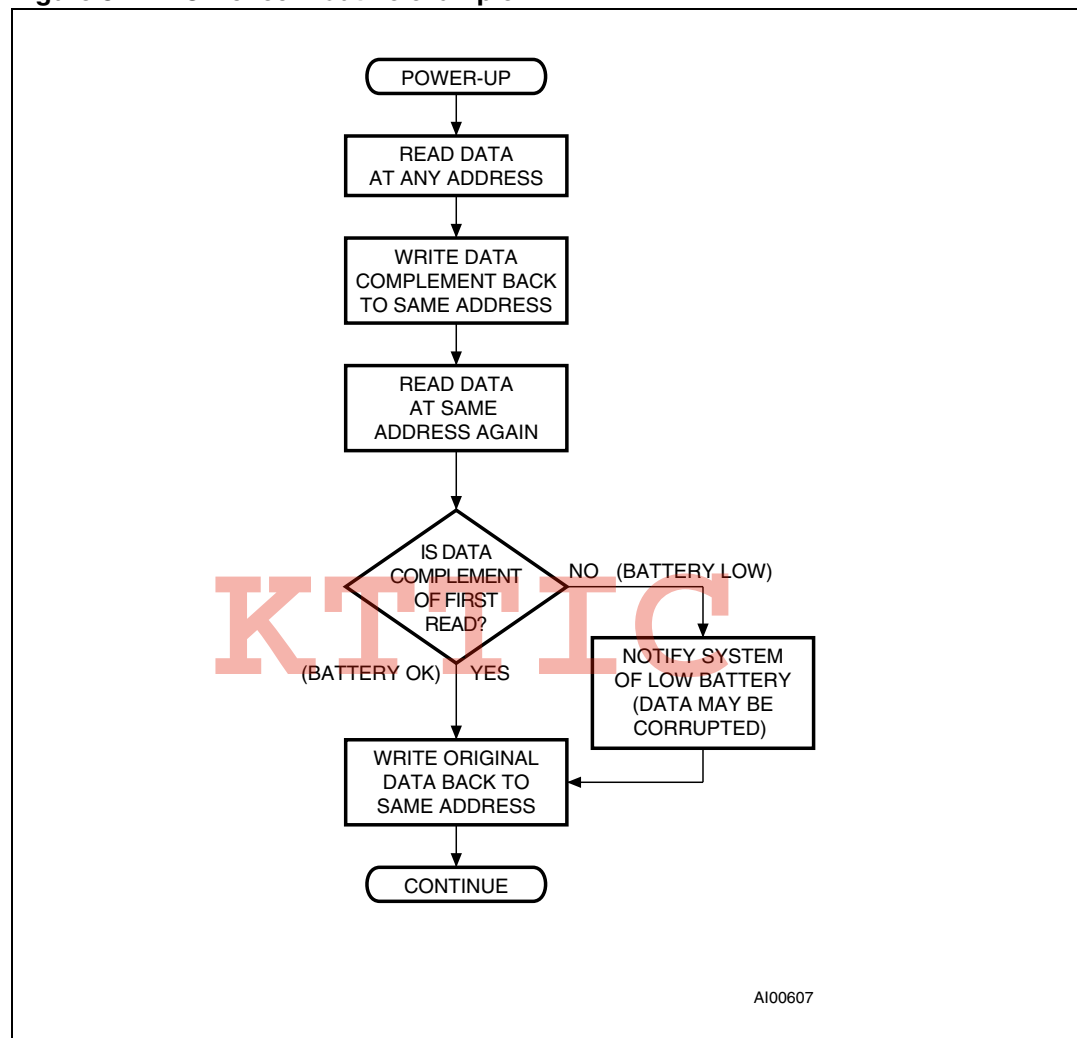 POWER-UP
READ DATA
AT ANY ADDRESS
WRITE DATA
COMPLEMENT BACK
TO SAME ADDRESS
READ DATA
AT SAME
ADDRESS AGAIN
IS DATA
COMPLEMENT
OF FIRST
READ?
NO (BATTERY LOW)
KTTIC
NOTIFY SYSTEM
OF LOW BATTERY
(DATA MAY BE
CORRUPTED)
(BATTERY OK) YES
WRITE ORIGINAL
DATA BACK TO
SAME ADDRESS
CONTINUE
AI00607